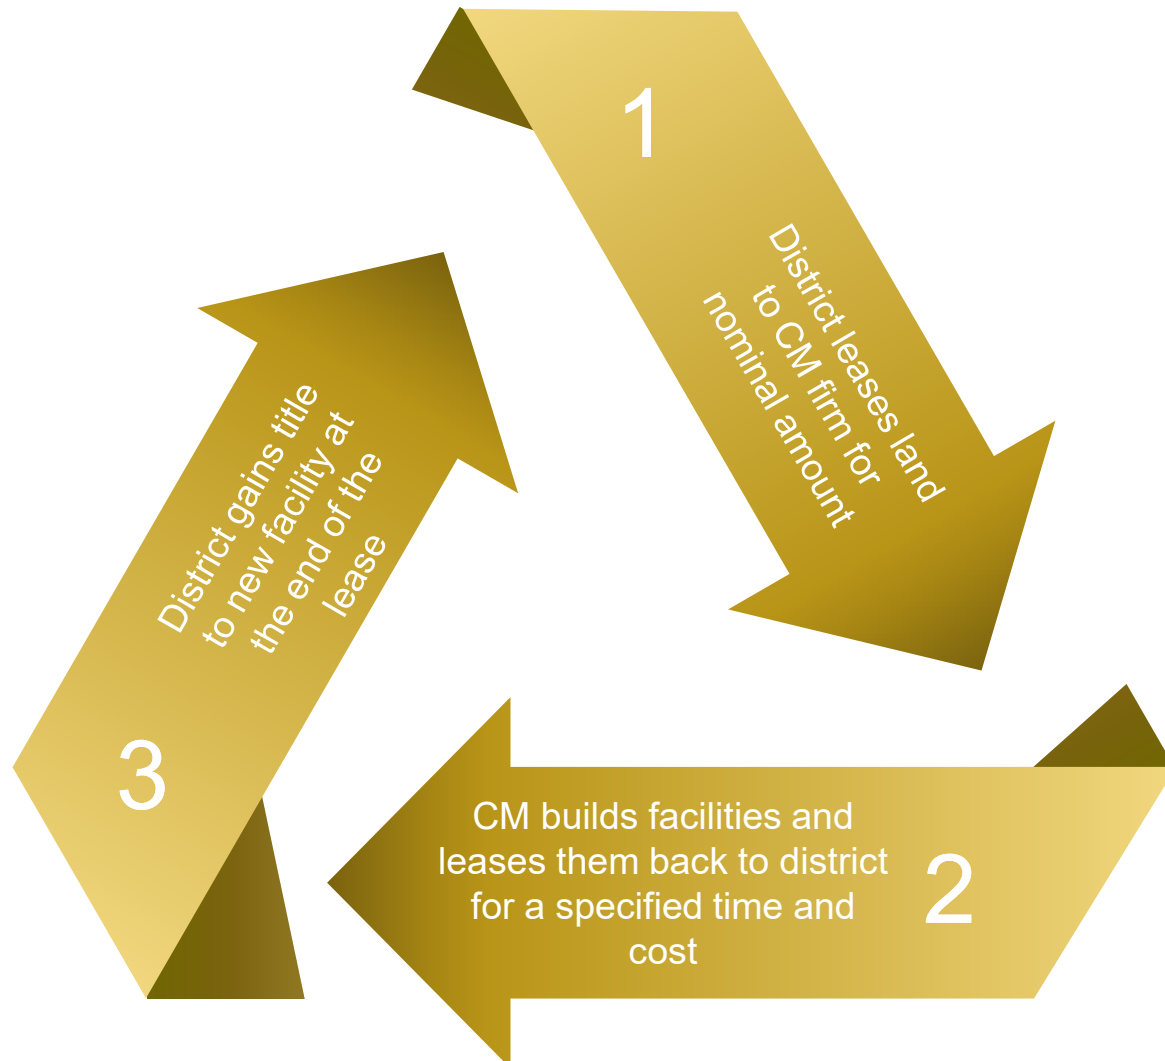 1
District leases land
to CM firm for
nominal amount
2
CM builds facilities and
leases them back to district
for a specified time and
cost
3
District gains title
to new facility at
the end of the
lease